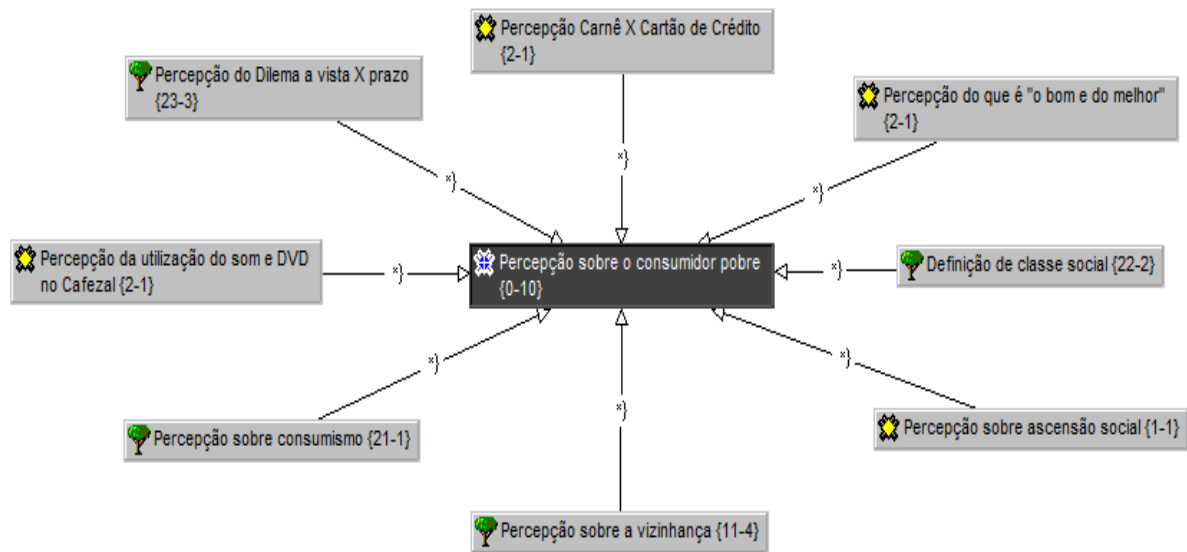 Percepção Carnê X Cartão de Crédito
{2-1}
Percepção do Dilema a vista X prazo
{23-3}
Percepção do que é "o bom e do melhor"
{2-1}
*}
*}
*}
*}
*}
*}
*}
*}
Percepção da utilização do som e DVD
no Cafezal {2-1}
Percepção sobre o consumidor pobre
{0-10}
Definição de classe social {22-2}
Percepção sobre consumismo {21-1}
Percepção sobre ascensão social {1-1}
Percepção sobre a vizinhança {11-4}